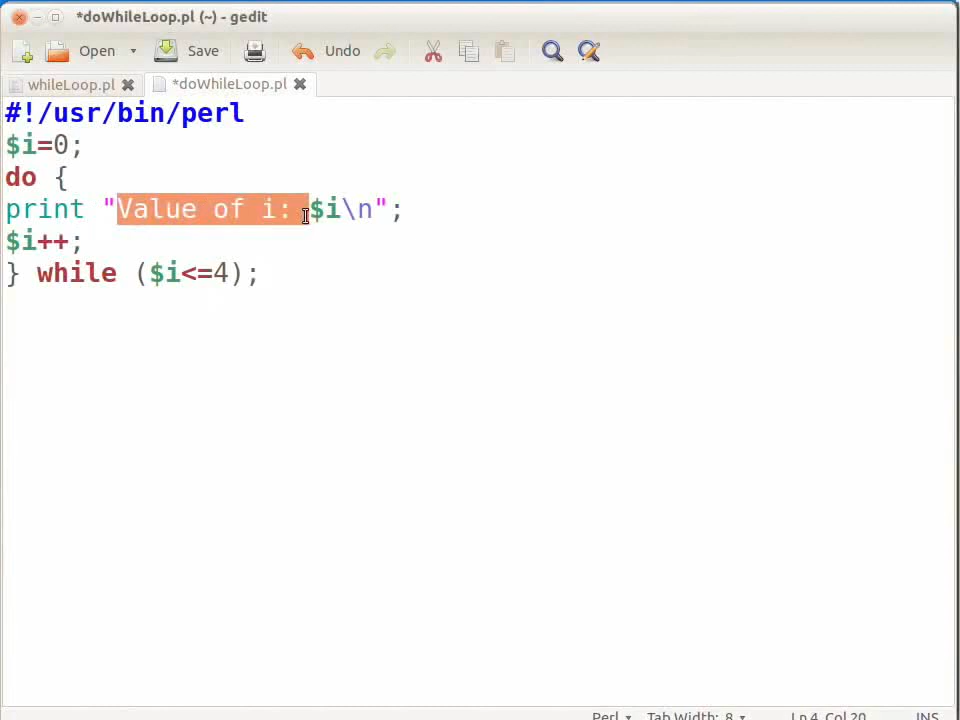 *doWhileLoop.pl (~) - gedit
Open Save Undo
whileLoop.pl *doWhileLoop.pl
#!/usr/bin/perl
$i=0;
do {
print "Value of i: $i\n";
$i++;
} while ($i<=4);
Perl Tab Width: 8 Ln 4, Col 20 INS